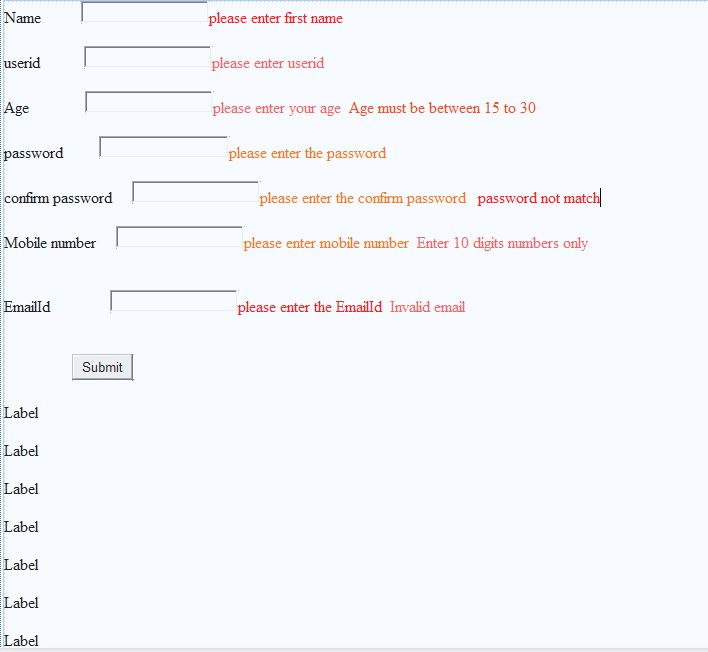 Name please enter first name
userid please enter userid
Age please enter your age Age must be between 15 to 30
password please enter the password
confirm password please enter the confirm password password not match
Mobile number please enter mobile number Enter 10 digits numbers only
EmailId please enter the EmailId Invalid email
Submit
Label
Label
Label
Label
Label
Label
Label